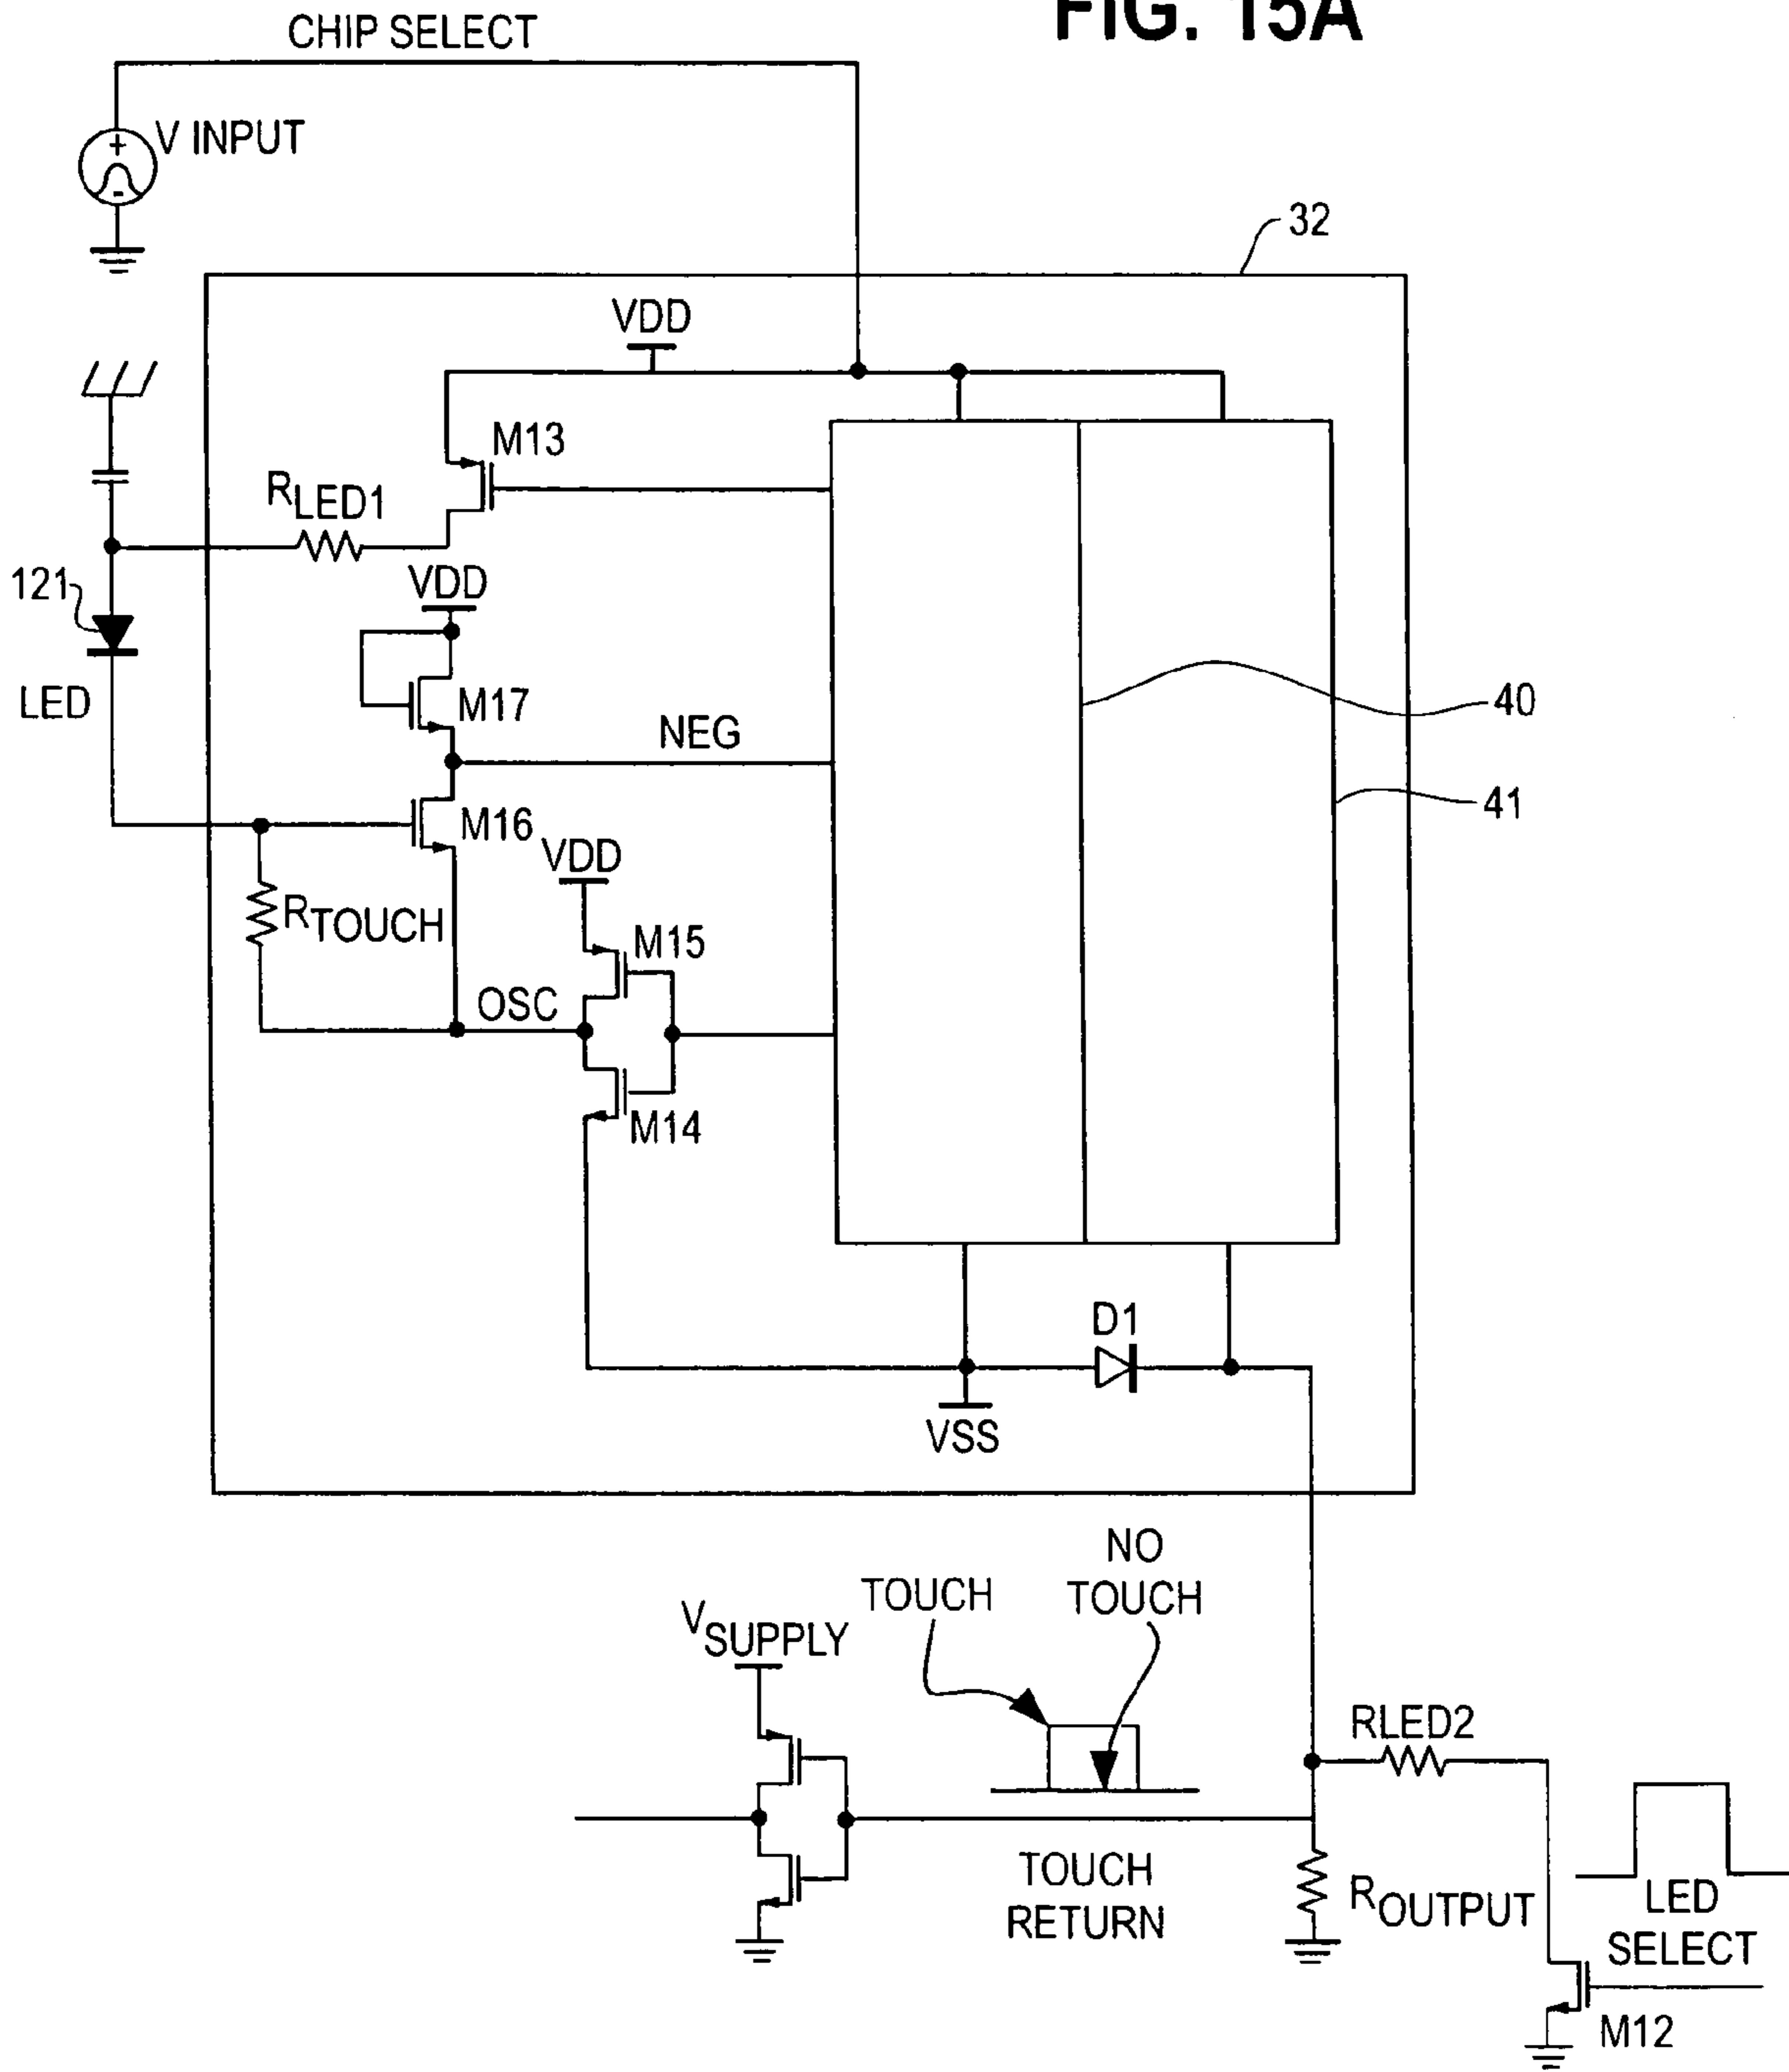 FIG. 15A
CHIP SELECT
V INPUT
+
-
32
VDD
M13
RLED1
121
VDD
LED
M17
NEG
40
M16
41
VDD
RTOUCH
M15
OSC
M14
D1
VSS
NO
TOUCH
TOUCH
VSUPPLY
RLED2
TOUCH
RETURN
ROUTPUT
LED
SELECT
M12